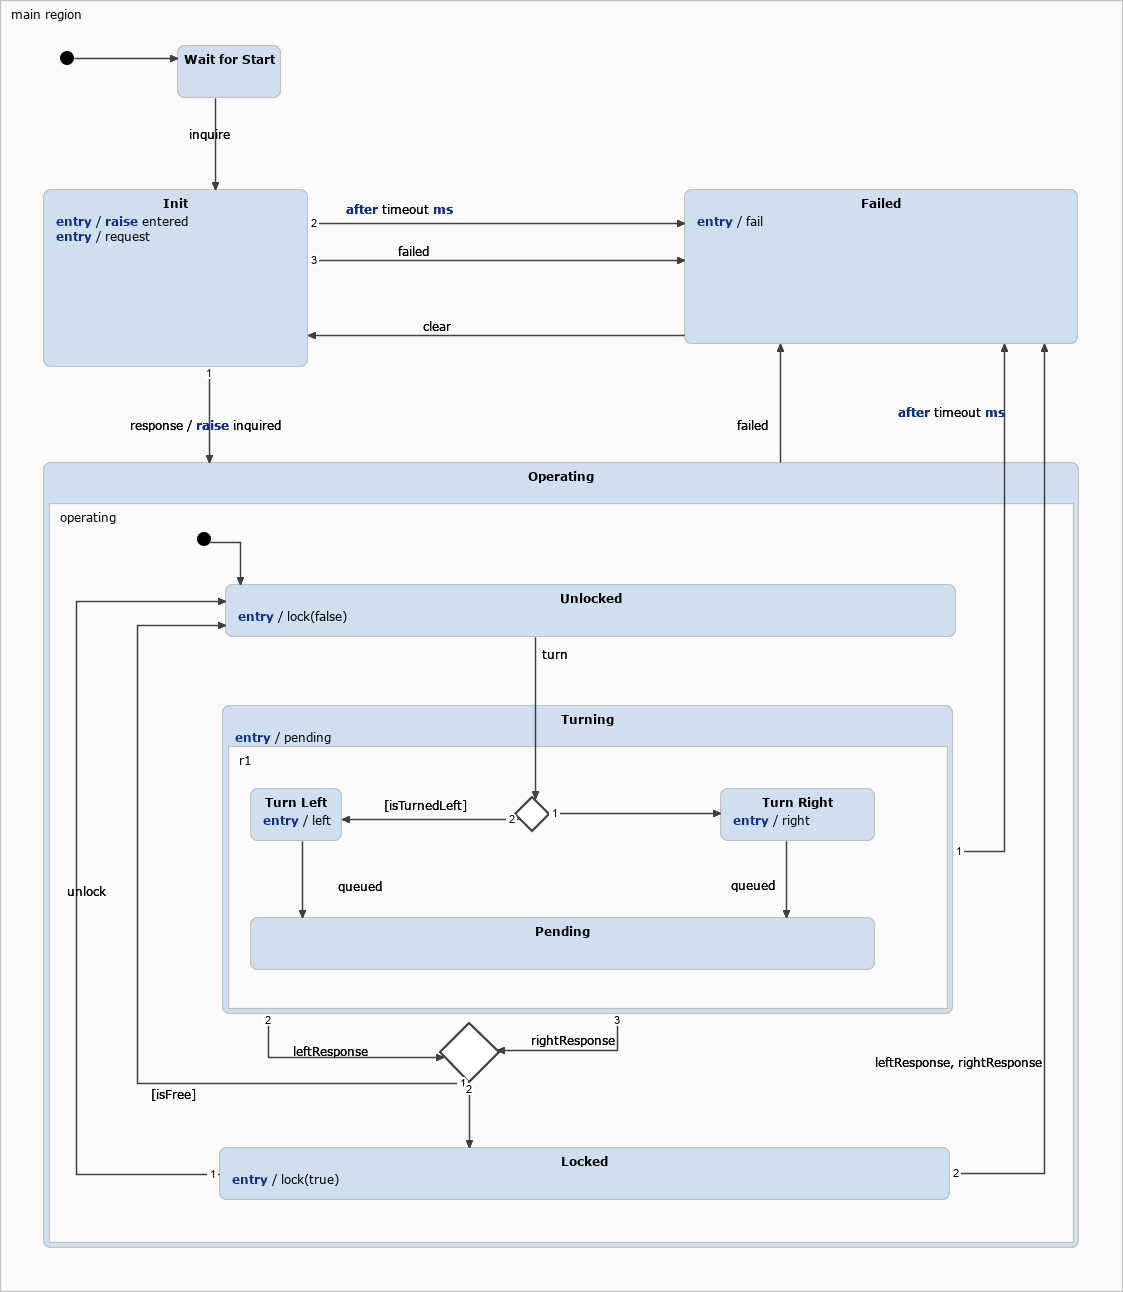 main region
Wait for Start
inquire
Init
entry / raise entered
entry / request
2
after timeout ms
3
failed
clear
Failed
entry / fail
1
response / raise inquired
failed
after timeout ms
Operating
operating
Unlocked
entry / lock(false)
turn
Turning
entry / pending
r1
Turn Left
entry / left
[isTurnedLeft]
2
1
Turn Right
entry / right
1
queued
queued
unlock
Pending
2
3
leftResponse
rightResponse
leftResponse, rightResponse
1
2
[isFree]
Locked
entry / lock(true)
1
2